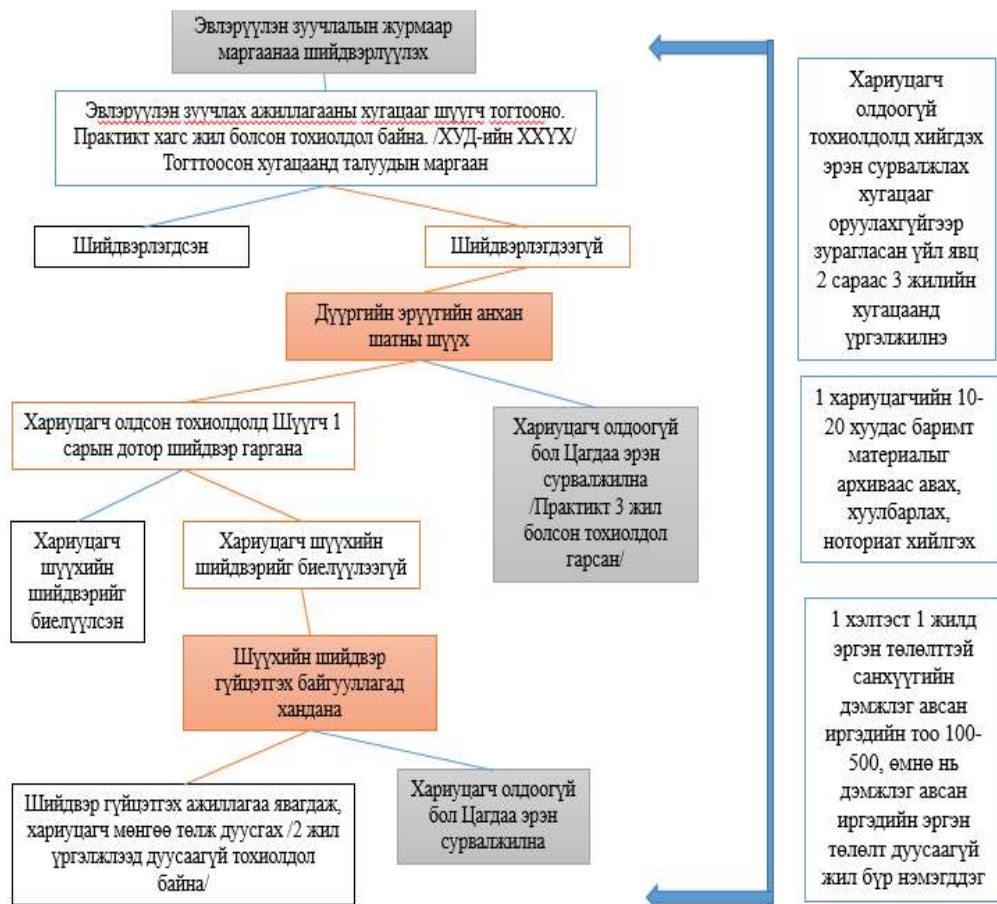 Эвлэрүүлэн зуучлалын журмаар
маргаанаа шийдвэрлүүлэх
Эвлэрүүлэн зуучлах ажиллагааны хугацааг шүүгч тогтооно.
Практикт хагс жил болсон тохиолдол байна. /ХУД-ийн ХХҮХ/
Тогттоосон хугацаанд талуудын маргаан
Шийдвэрлэгдсэн
Шийдвэрлэгдээгүй
Дүүргийн эрүүгийн анхан
шатны шүүх
Хариуцагч олдсон тохиолдолд Шүүгч 1
сарын дотор шийдвэр гаргана
Хариуцагч олдоогүй
бол Цагдаа эрэн
сурвалжилна
/Практикт 3 жил
болсон тохиолдол
гарсан/
Хариуцагч
шүүхийн
шийдвэрийг
биелүүлсэн
Хариуцагч шүүхийн
шийдвэрийг биелүүлээгүй
Шүүхийн шийдвэр
гүйцэтгэх байгууллагад
хандана
Шийдвэр гүйцэтгэх ажиллагаа явагдаж,
хариуцагч мөнгөө төлж дуусгах /2 жил
үргэлжлээд дуусаагүй тохиолдол
байна/
Хариуцагч олдоогүй
бол Цагдаа эрэн
сурвалжилна
Хариуцагч
олдоогүй
тохиолдолд хийгдэх
эрэн сурвалжлах
хугацааг
оруулахгүйгээр
зурагласан үйл явц
2 сараас 3 жилийн
хугацаанд
үргэлжилнэ
1 хариуцагчийн 10-
20 хуудас баримт
материалыг
архиваас авах,
хуулбарлах,
ноториат хийлгэх
1 хэлтэст 1 жилд
эргэн төлөлттэй
санхүүгийн
дэмжлэг авсан
иргэдийн тоо 100-
500, өмнө нь
дэмжлэг авсан
иргэдийн эргэн
төлөлт дуусаагүй
жил бүр нэмэгддэг